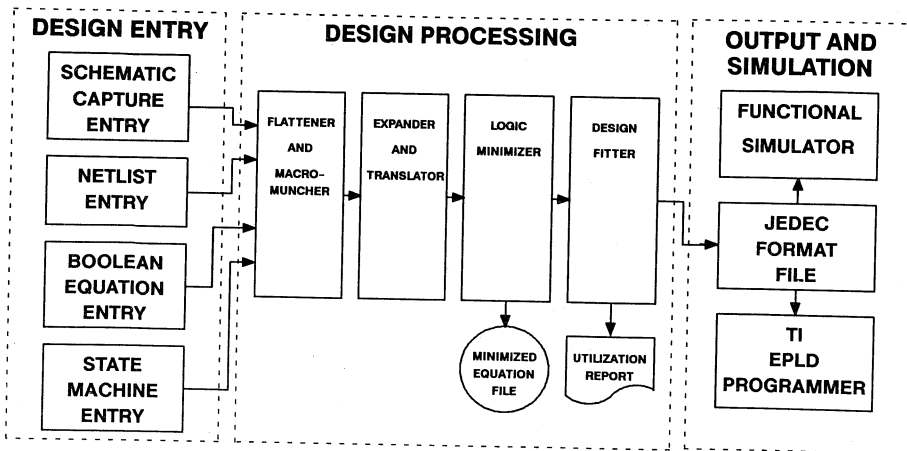 DESIGN ENTRY
SCHEMATIC
CAPTURE
ENTRY
NETLIST
ENTRY
BOOLEAN
EQUATION
ENTRY
STATE
MACHINE
ENTRY
DESIGN PROCESSING
FLATTENER
AND
MACRO-
MUNCHER
EXPANDER
AND
TRANSLATOR
LOGIC
MINIMIZER
DESIGN
FITTER
MINIMIZED
EQUATION
FILE
UTILIZATION
REPORT
OUTPUT AND
SIMULATION
FUNCTIONAL
SIMULATOR
JEDEC
FORMAT
FILE
TI
EPLD
PROGRAMMER